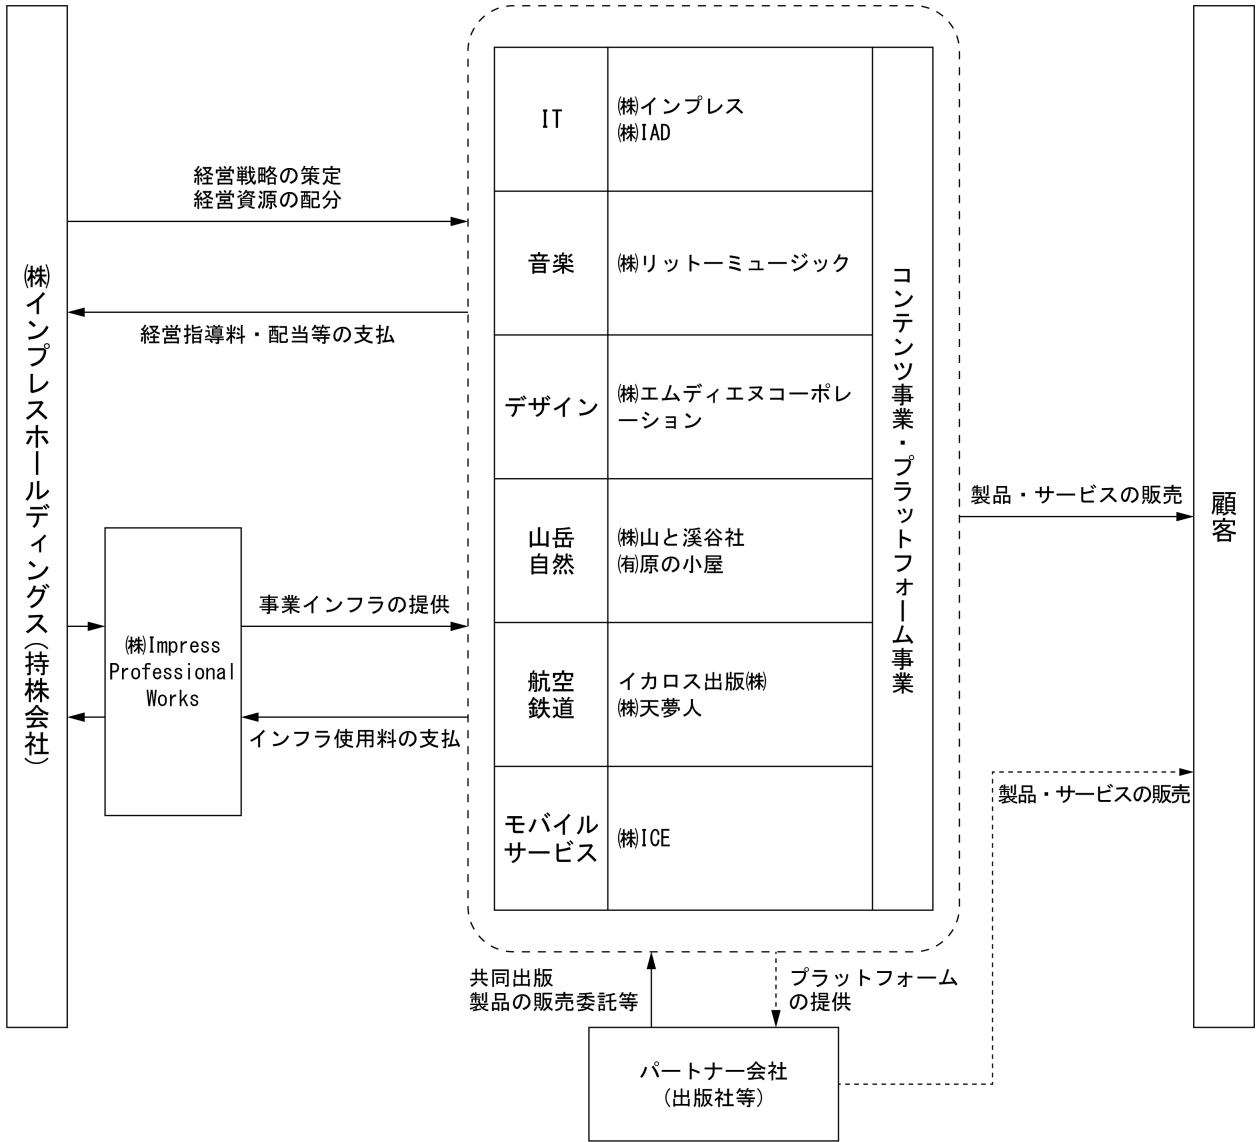 ㈱インプレスホールディングス(持株会社)
経営戦略の策定
経営資源の配分
経営指導料・配当等の支払
㈱Impress
Professional
Works
事業インフラの提供
インフラ使用料の支払
IT
㈱インプレス
㈱IAD
音楽
㈱リットーミュージック
デザイン
㈱エムディエヌコーポレ
ーション
山岳
自然
㈱山と溪谷社
㈲原の小屋
航空
鉄道
イカロス出版㈱
㈱天夢人
モバイル
サービス
㈱ICE
コンテンツ事業・プラットフォーム事業
製品・サービスの販売
顧客
製品・サービスの販売
共同出版
製品の販売委託等
プラットフォーム
の提供
パートナー会社
(出版社等)